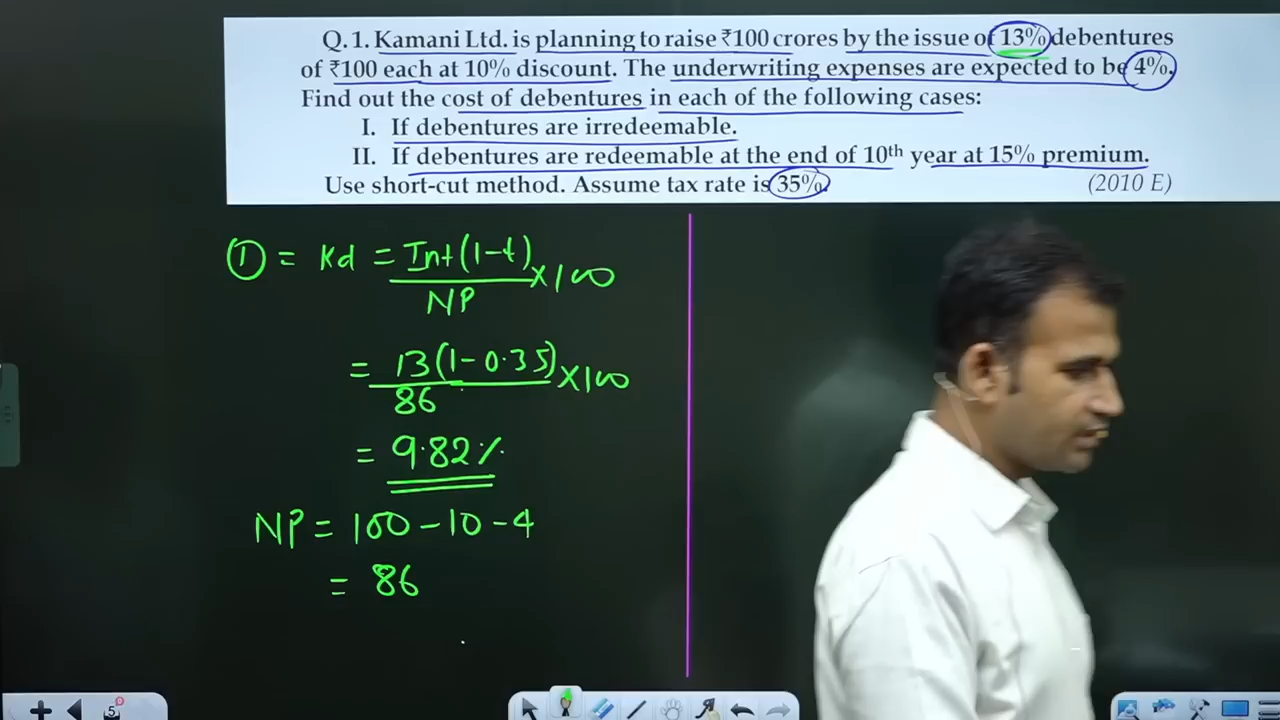 Q.1. Kamani Ltd. is planning to raise ₹100 crores by the issue of 13% debentures
of ₹100 each at 10% discount. The underwriting expenses are expected to be 4%.
Find out the cost of debentures in each of the following cases:
I. If debentures are irredeemable.
II. If debentures are redeemable at the end of 10th year at 15% premium.
Use short-cut method. Assume tax rate is 35%.
(2010 E)
① = Kd = Int(1-t)/NP ×100
= 13(1-0.35)/86 ×100
= 9.82%
NP = 100-10-4
= 86
5